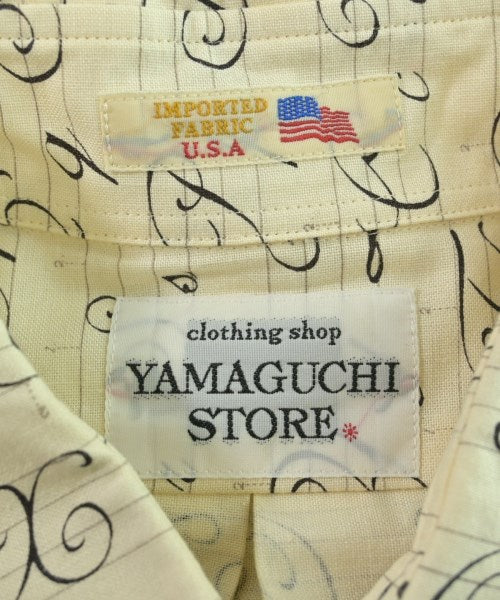 IMPORTED
FABRIC
U.S.A
clothing shop
YAMAGUCHI
STORE